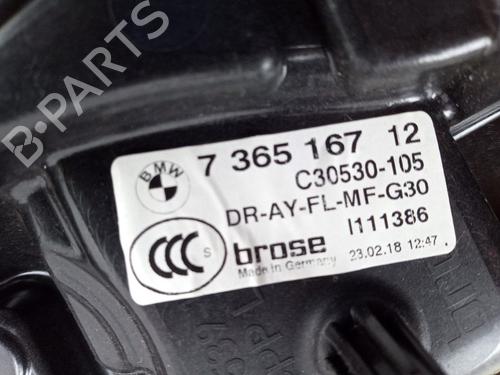 BMW
7 365 167 12
C30530-105
DR-AY-FL-MF-G30
CCC S
brose
I111386
Made in Germany
23.02.18 12:47
B-PARTS